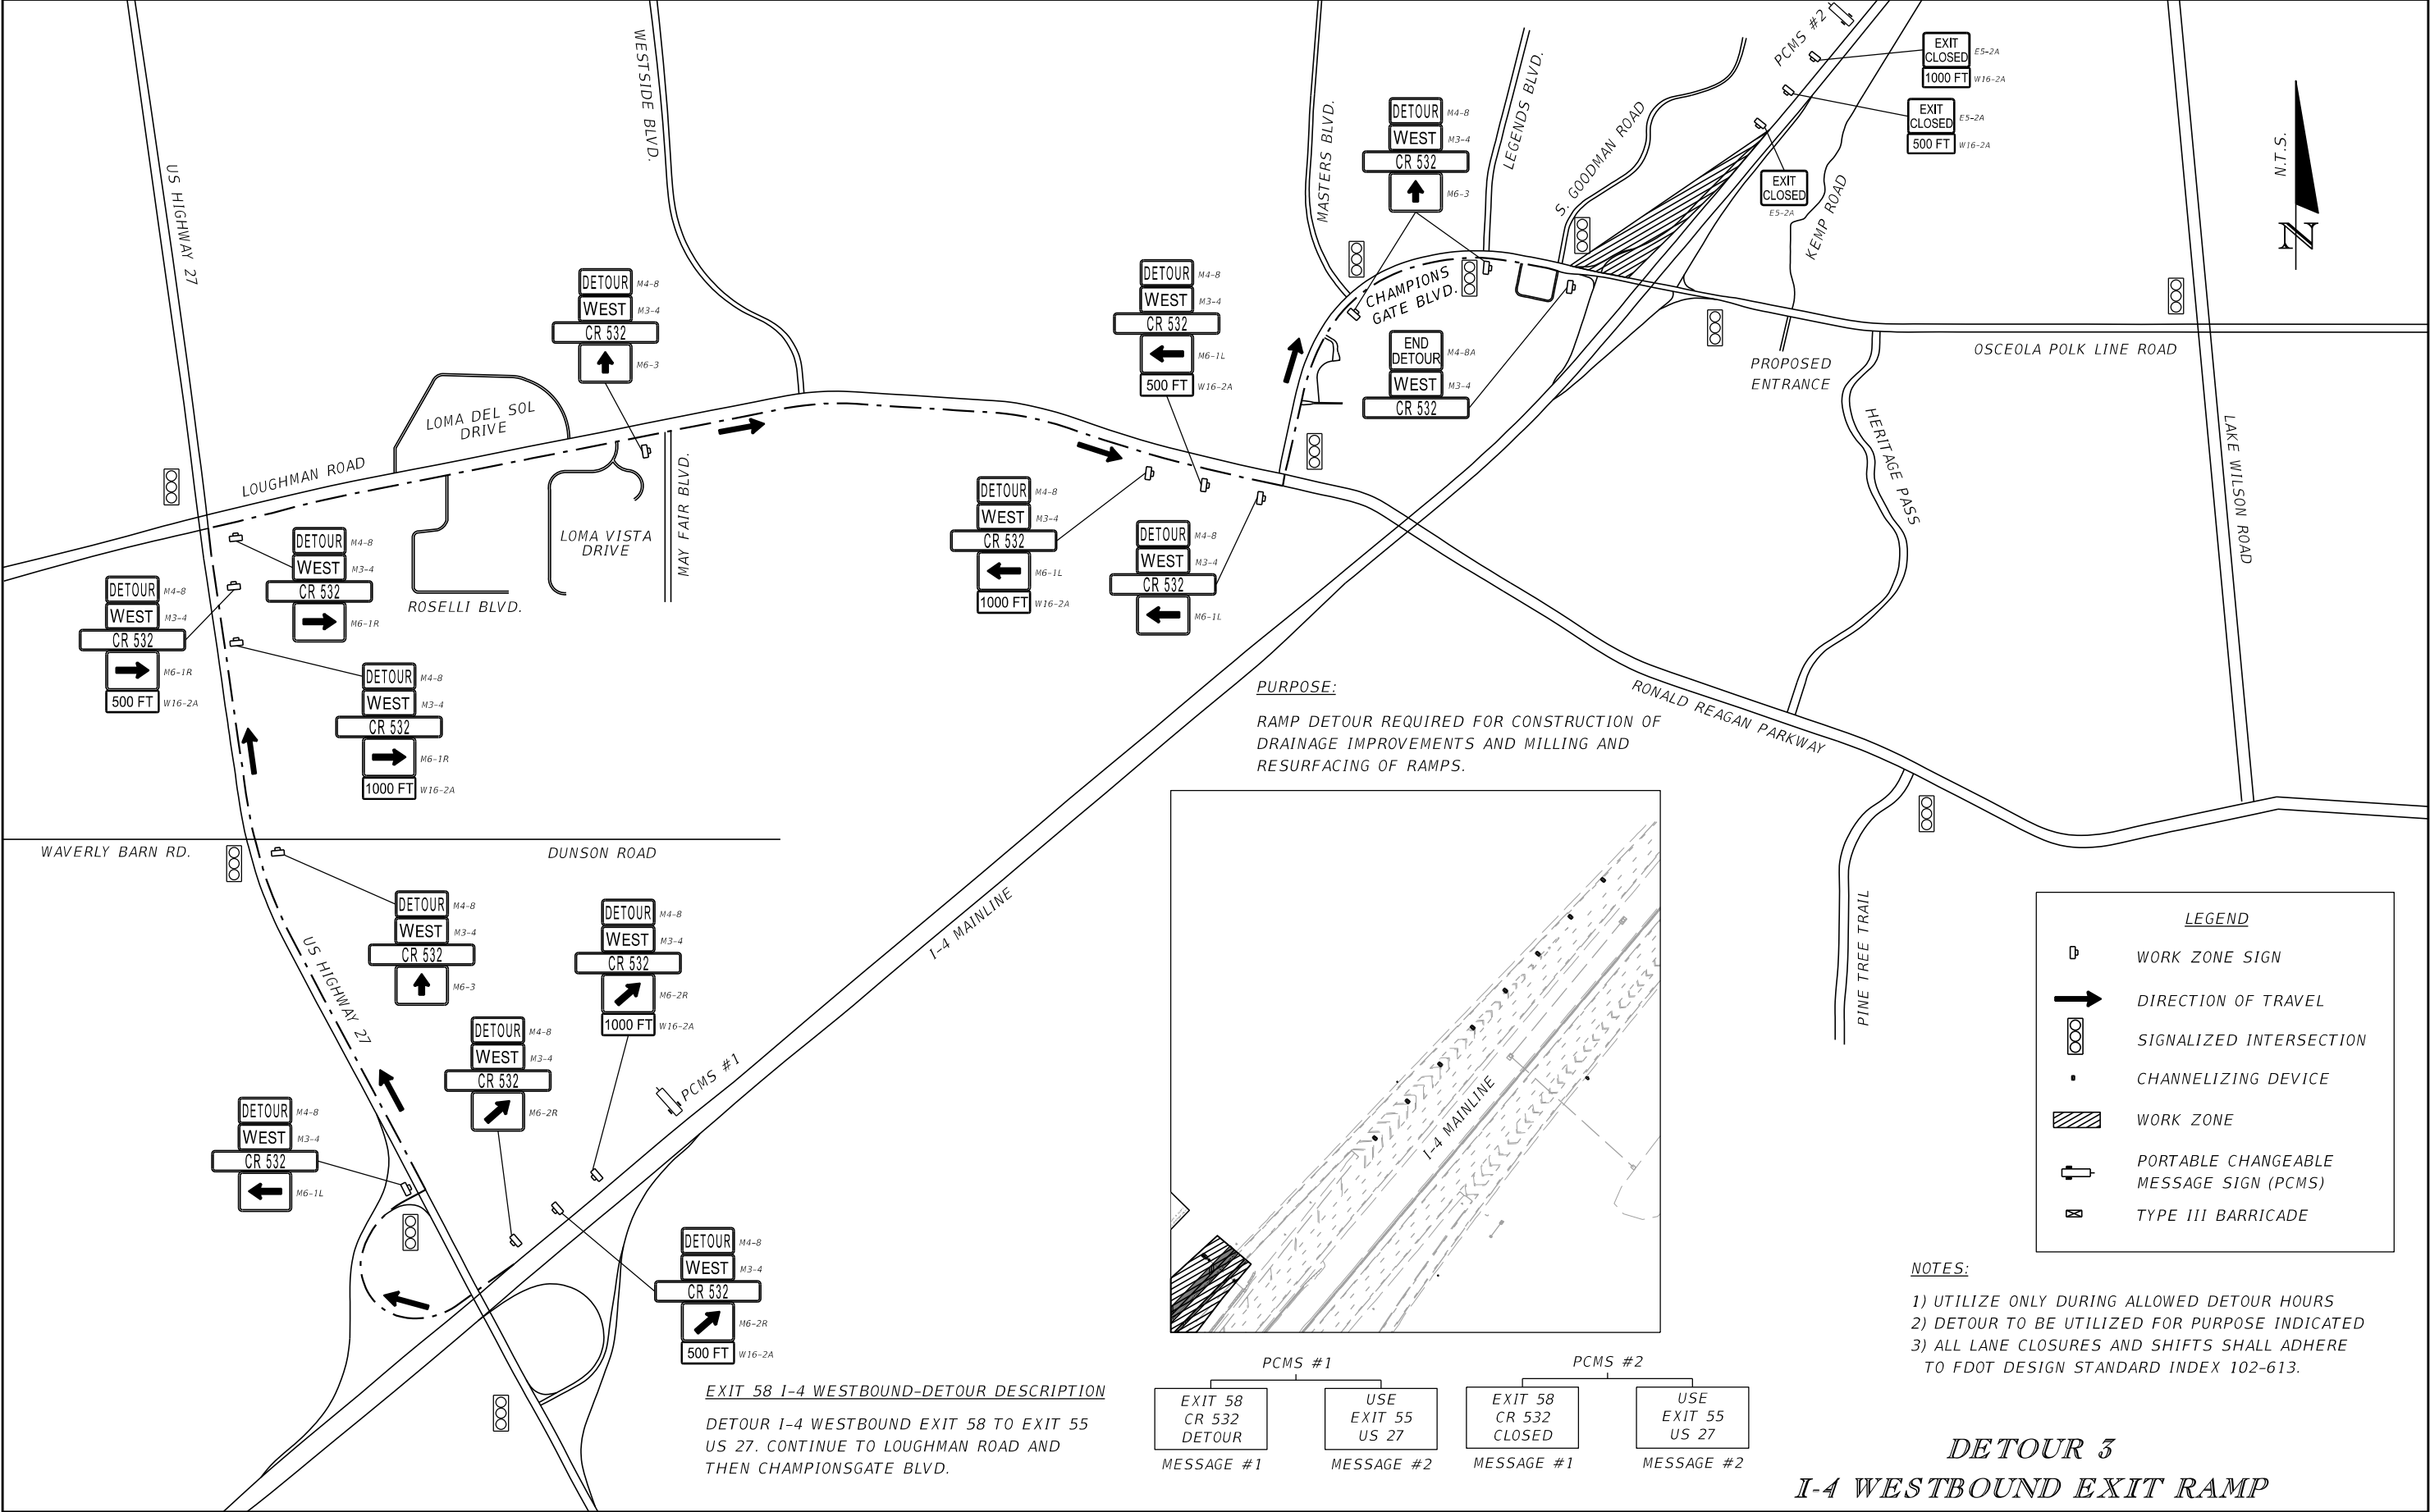 PCMS #2
EXIT
CLOSED
E5-2A
1000 FT
W16-2A
EXIT
CLOSED
E5-2A
500 FT
W16-2A
EXIT
CLOSED
E5-2A
N.T.S.
N
US HIGHWAY 27
WESTSIDE BLVD.
MASTERS BLVD.
LEGENDS BLVD.
S. GOODMAN ROAD
KEMP ROAD
DETOUR M4-8
WEST M3-4
CR 532
M6-3
DETOUR M4-8
WEST M3-4
CR 532
M6-3
DETOUR M4-8
WEST M3-4
CR 532
M6-1L
500 FT W16-2A
CHAMPIONS
GATE BLVD.
END
DETOUR M4-8A
WEST M3-4
CR 532
PROPOSED
ENTRANCE
OSCEOLA POLK LINE ROAD
HERITAGE PASS
LAKE WILSON ROAD
LOMA DEL SOL
DRIVE
LOUGHMAN ROAD
LOMA VISTA
DRIVE
MAY FAIR BLVD.
ROSELLI BLVD.
DETOUR M4-8
WEST M3-4
CR 532
M6-1L
1000 FT W16-2A
DETOUR M4-8
WEST M3-4
CR 532
M6-1L
DETOUR M4-8
WEST M3-4
CR 532
M6-1R
DETOUR M4-8
WEST M3-4
CR 532
M6-1R
500 FT W16-2A
DETOUR M4-8
WEST M3-4
CR 532
M6-1R
1000 FT W16-2A
PURPOSE:
RAMP DETOUR REQUIRED FOR CONSTRUCTION OF
DRAINAGE IMPROVEMENTS AND MILLING AND
RESURFACING OF RAMPS.
RONALD REAGAN PARKWAY
WAVERLY BARN RD.
DUNSON ROAD
DETOUR M4-8
WEST M3-4
CR 532
M6-3
US HIGHWAY 27
DETOUR M4-8
WEST M3-4
CR 532
M6-2R
1000 FT W16-2A
I-4 MAINLINE
DETOUR M4-8
WEST M3-4
CR 532
M6-2R
PCMS #1
DETOUR M4-8
WEST M3-4
CR 532
M6-1L
DETOUR M4-8
WEST M3-4
CR 532
M6-2R
500 FT W16-2A
I-4 MAINLINE
PINE TREE TRAIL
LEGEND
WORK ZONE SIGN
DIRECTION OF TRAVEL
SIGNALIZED INTERSECTION
CHANNELIZING DEVICE
WORK ZONE
PORTABLE CHANGEABLE
MESSAGE SIGN (PCMS)
TYPE III BARRICADE
NOTES:
1) UTILIZE ONLY DURING ALLOWED DETOUR HOURS
2) DETOUR TO BE UTILIZED FOR PURPOSE INDICATED
3) ALL LANE CLOSURES AND SHIFTS SHALL ADHERE
TO FDOT DESIGN STANDARD INDEX 102-613.
EXIT 58 I-4 WESTBOUND-DETOUR DESCRIPTION
DETOUR I-4 WESTBOUND EXIT 58 TO EXIT 55
US 27. CONTINUE TO LOUGHMAN ROAD AND
THEN CHAMPIONSGATE BLVD.
PCMS #1
EXIT 58
CR 532
DETOUR
MESSAGE #1
USE
EXIT 55
US 27
MESSAGE #2
PCMS #2
EXIT 58
CR 532
CLOSED
MESSAGE #1
USE
EXIT 55
US 27
MESSAGE #2
DETOUR 3
I-4 WESTBOUND EXIT RAMP